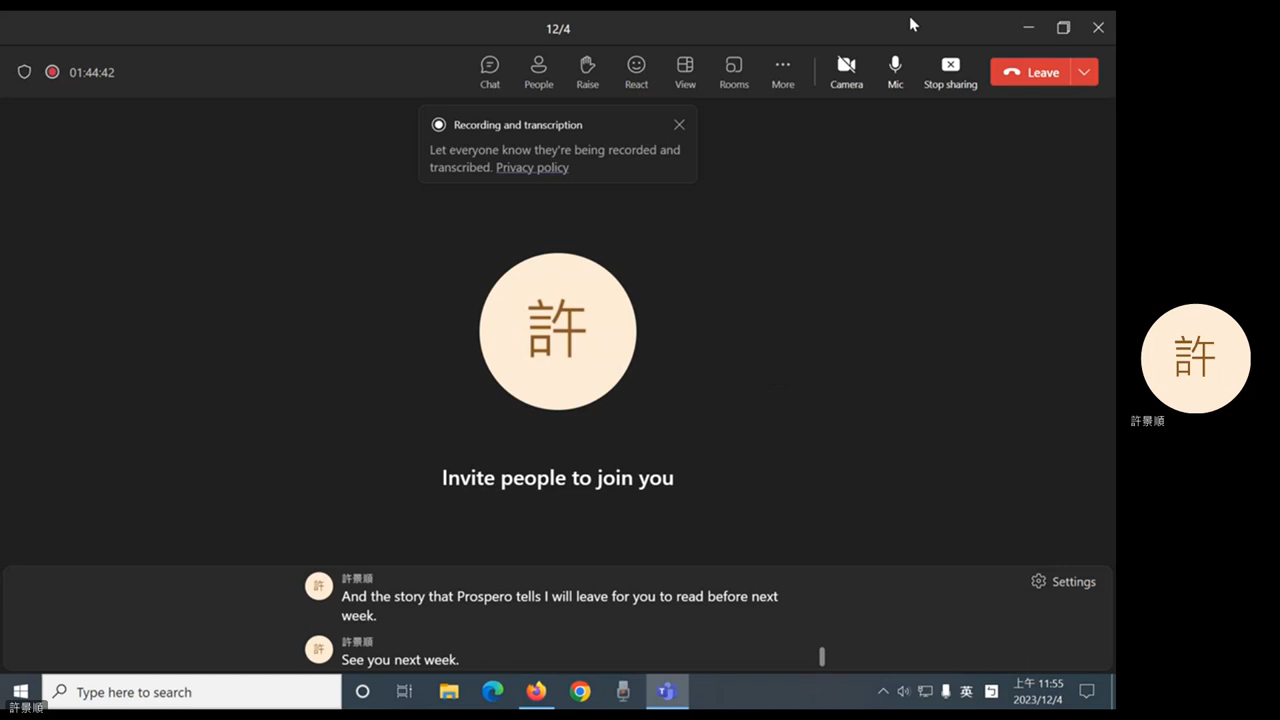 12/4
01:44:42
Chat
People
Raise
React
View
Rooms
More
Camera
Mic
Stop sharing
Leave
Recording and transcription
Let everyone know they're being recorded and
transcribed. Privacy policy
許
許
許景順
Invite people to join you
許景順
許
And the story that Prospero tells I will leave for you to read before next
week.
Settings
許景順
許
See you next week.
Type here to search
英
上午 11:55
2023/12/4
許景順